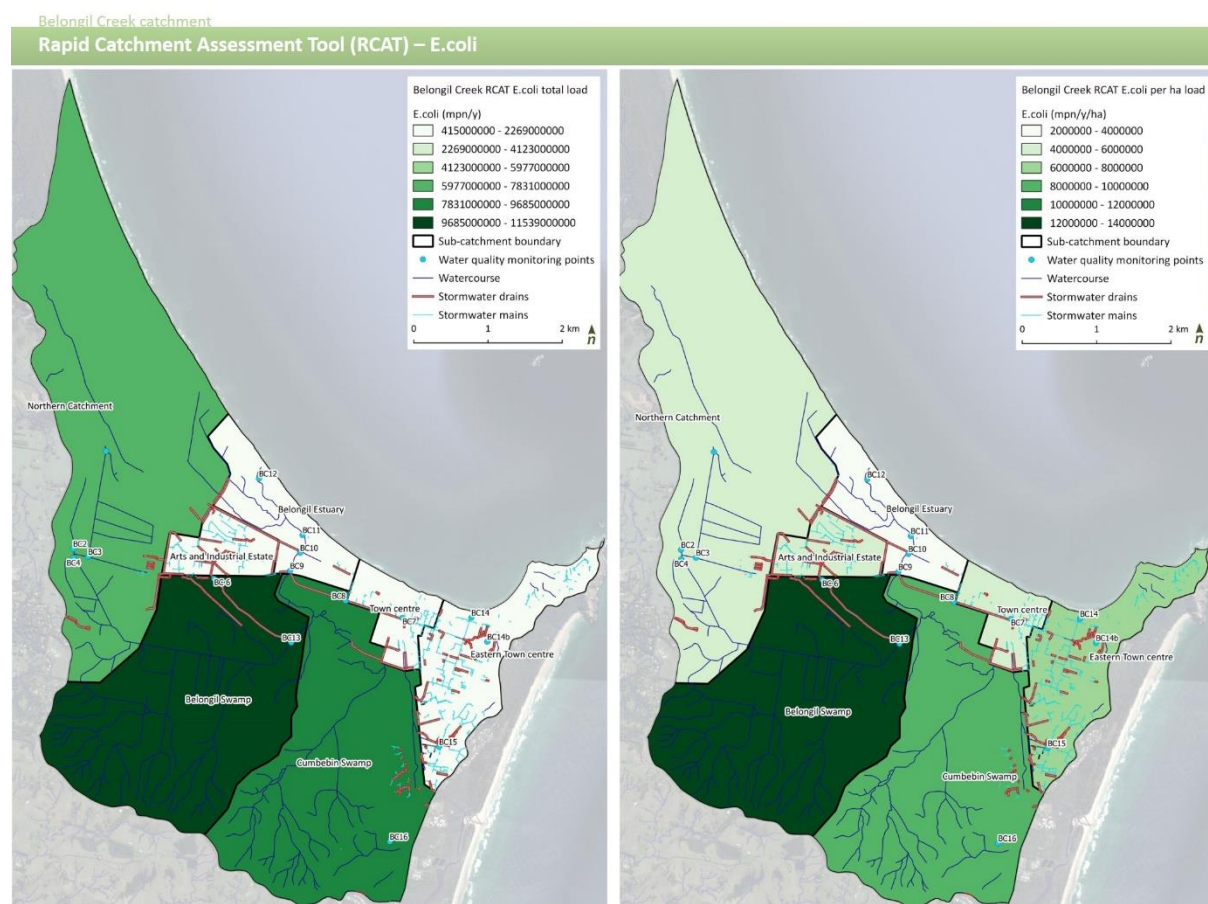 Belongil Creek catchment
Rapid Catchment Assessment Tool (RCAT) – E.coli
Belongil Creek RCAT E.coli total load
E.coli (mpn/y)
415000000 - 2269000000
2269000000 - 4123000000
4123000000 - 5977000000
5977000000 - 7831000000
7831000000 - 9685000000
9685000000 - 11539000000
Sub-catchment boundary
Water quality monitoring points
Watercourse
Stormwater drains
Stormwater mains
0 1 2 km
n
Northern Catchment
BC12
Belongil Estuary
BC11
BC10
BC2
BC3
BC4
Arts and Industrial Estate
BC9
BC 6
BC8
Town centre
BC7
BC14
BC14b
BC13
Eastern Town centre
Belongil Swamp
BC15
Cumbebin Swamp
BC16
Belongil Creek RCAT E.coli per ha load
E.coli (mpn/y/ha)
2000000 - 4000000
4000000 - 6000000
6000000 - 8000000
8000000 - 10000000
10000000 - 12000000
12000000 - 14000000
Sub-catchment boundary
Water quality monitoring points
Watercourse
Stormwater drains
Stormwater mains
0 1 2 km
n
Northern Catchment
BC12
Belongil Estuary
BC11
BC10
BC2
BC3
BC4
Arts and Industrial Estate
BC9
BC 6
BC8
Town centre
BC7
BC14
BC14b
BC13
Eastern Town centre
Belongil Swamp
BC15
Cumbebin Swamp
BC16